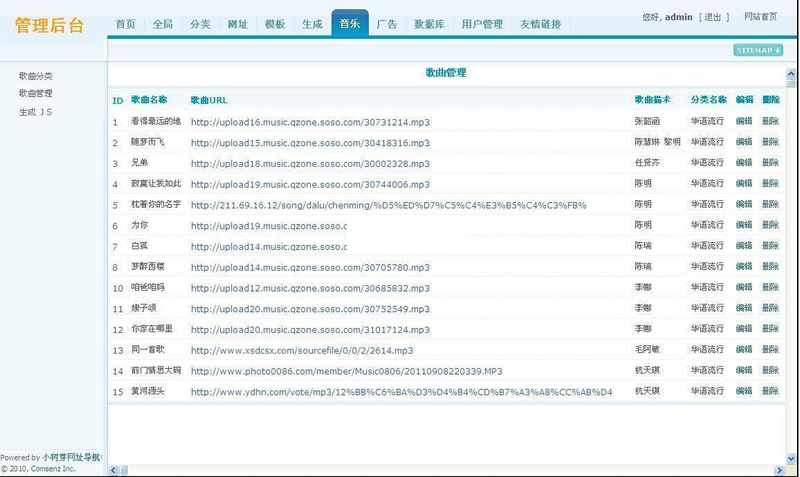 管理后台
首页 全局 分类 网址 模板 生成 音乐 广告 数据库 用户管理 友情链接
您好, admin [ 退出 ] 网站首页
SITEMAP
歌曲分类
歌曲管理
生成 JS
歌曲管理
ID 歌曲名称 歌曲URL 歌曲描术 分类名称 编辑 删除
1 看得最远的地 http://upload16.music.qzone.soso.com/30731214.mp3 张韶涵 华语流行 编辑 删除
2 随梦而飞 http://upload15.music.qzone.soso.com/30418316.mp3 陈慧琳 黎明 华语流行 编辑 删除
3 兄弟 http://upload18.music.qzone.soso.com/30002328.mp3 任贤齐 华语流行 编辑 删除
4 寂寞让我如此 http://upload19.music.qzone.soso.com/30744006.mp3 陈明 华语流行 编辑 删除
5 枕着你的名字 http://211.69.16.12/song/dalu/chenming/%D5%ED%D7%C5%C4%E3%B5%C4%C3%FB% 陈明 华语流行 编辑 删除
6 为你 http://upload19.music.qzone.soso.c 陈明 华语流行 编辑 删除
7 白狐 http://upload14.music.qzone.soso.c 陈瑞 华语流行 编辑 删除
8 梦醉西楼 http://upload14.music.qzone.soso.com/30705780.mp3 陈瑞 华语流行 编辑 删除
10 咱爸咱妈 http://upload12.music.qzone.soso.com/30685832.mp3 李娜 华语流行 编辑 删除
11 嫂子颂 http://upload20.music.qzone.soso.com/30752549.mp3 李娜 华语流行 编辑 删除
12 你家在哪里 http://upload20.music.qzone.soso.com/31017124.mp3 李娜 华语流行 编辑 删除
13 同一首歌 http://www.xsdcsx.com/sourcefile/0/0/2/2614.mp3 毛阿敏 华语流行 编辑 删除
14 前门情思大碗 http://www.photo0086.com/member/Music0806/20110908220339.MP3 杭天琪 华语流行 编辑 删除
15 黄河源头 http://www.ydhn.com/vote/mp3/12%BB%C6%BA%D3%D4%B4%CD%B7%A3%A8%CC%AB%D4 杭天琪 华语流行 编辑 删除
Powered by 小树芽网址导航!
© 2010, Comsenz Inc.